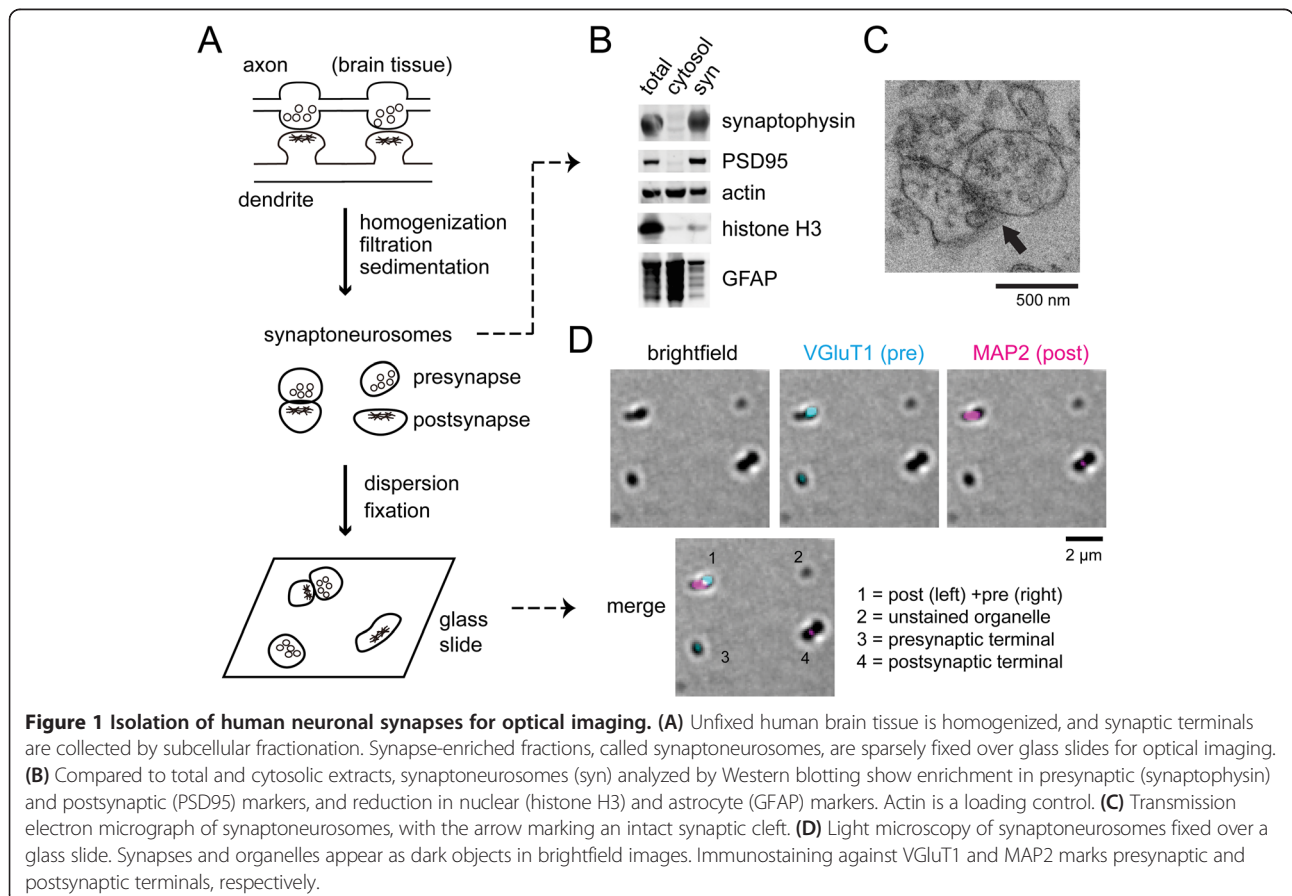 A
axon (brain tissue)
dendrite
homogenization
filtration
sedimentation
synaptoneurosomes
presynapse
postsynapse
dispersion
fixation
glass
slide
B
total cytosol syn
synaptophysin
PSD95
actin
histone H3
GFAP
C
500 nm
D
brightfield VGluT1 (pre) MAP2 (post)
2 µm
merge
1 2
3 4
1 = post (left) +pre (right)
2 = unstained organelle
3 = presynaptic terminal
4 = postsynaptic terminal
Figure 1 Isolation of human neuronal synapses for optical imaging. (A) Unfixed human brain tissue is homogenized, and synaptic terminals
are collected by subcellular fractionation. Synapse-enriched fractions, called synaptoneurosomes, are sparsely fixed over glass slides for optical imaging.
(B) Compared to total and cytosolic extracts, synaptoneurosomes (syn) analyzed by Western blotting show enrichment in presynaptic (synaptophysin)
and postsynaptic (PSD95) markers, and reduction in nuclear (histone H3) and astrocyte (GFAP) markers. Actin is a loading control. (C) Transmission
electron micrograph of synaptoneurosomes, with the arrow marking an intact synaptic cleft. (D) Light microscopy of synaptoneurosomes fixed over a
glass slide. Synapses and organelles appear as dark objects in brightfield images. Immunostaining against VGluT1 and MAP2 marks presynaptic and
postsynaptic terminals, respectively.